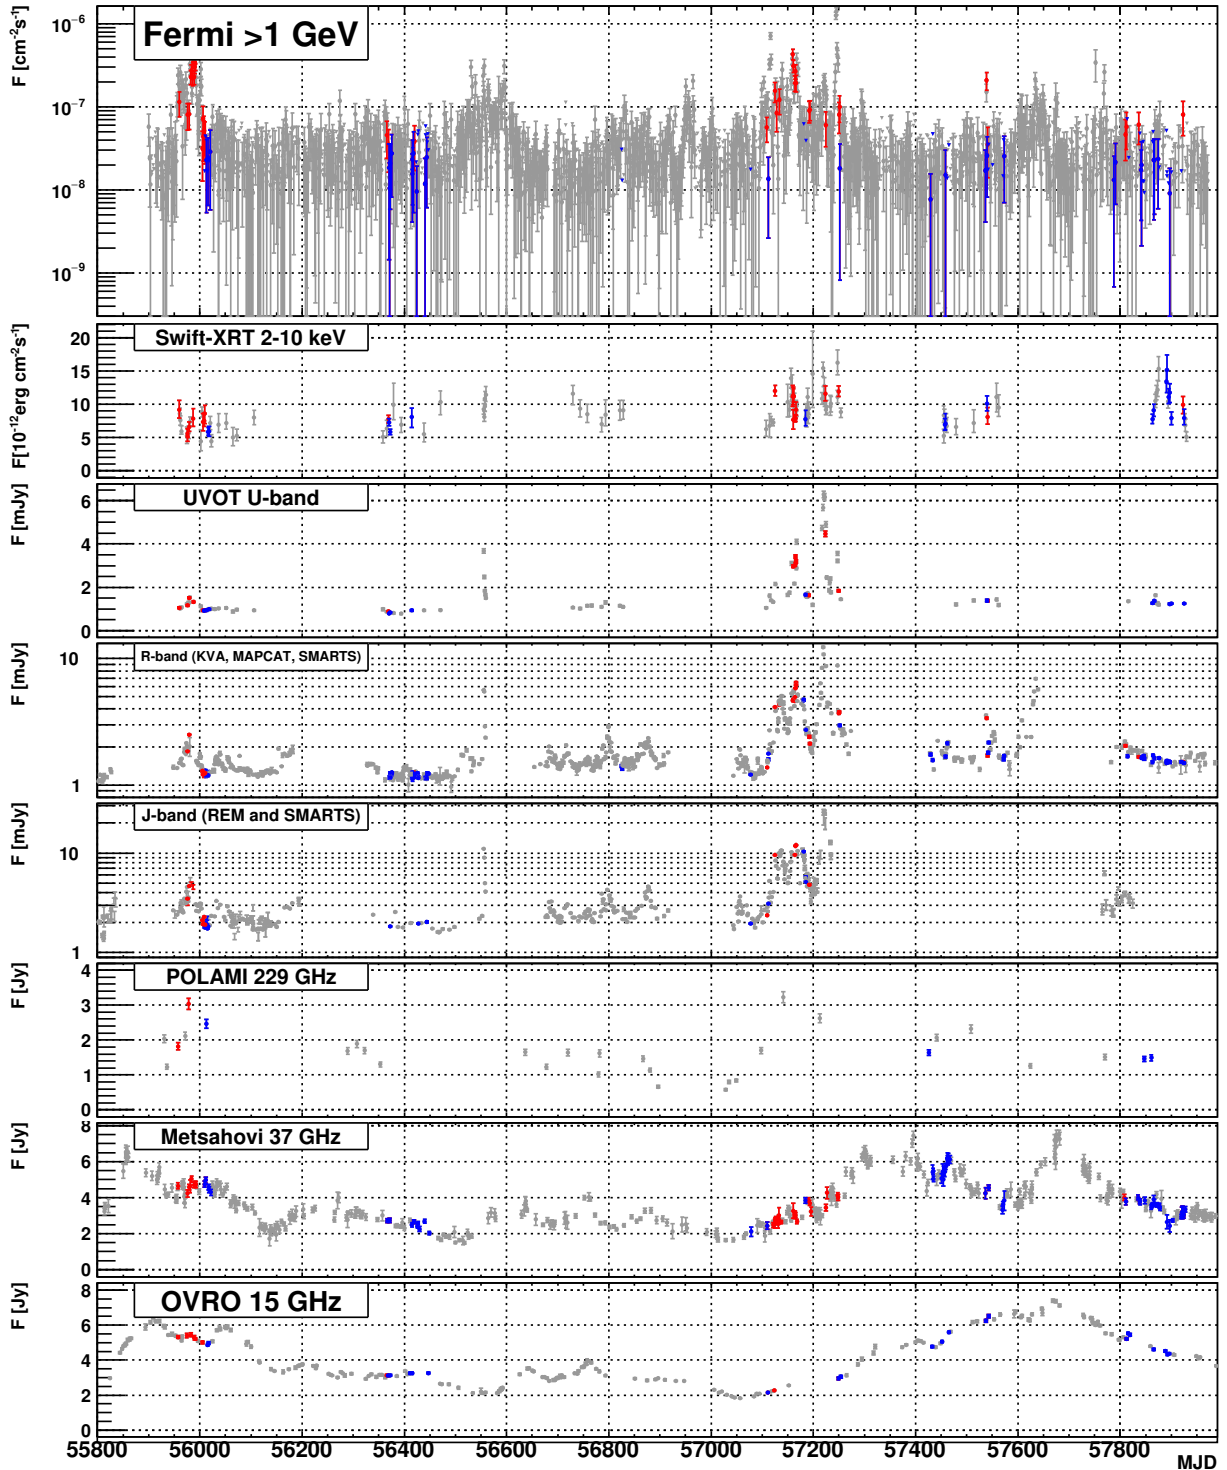 Fermi >1 GeV
F [cm⁻²s⁻¹]
10⁻⁶
10⁻⁷
10⁻⁸
10⁻⁹
Swift-XRT 2-10 keV
F[10⁻¹²erg cm⁻²s⁻¹]
20
15
10
5
0
UVOT U-band
F [mJy]
6
4
2
0
R-band (KVA, MAPCAT, SMARTS)
F [mJy]
10
1
J-band (REM and SMARTS)
F [mJy]
10
1
POLAMI 229 GHz
F [Jy]
4
3
2
1
0
Metsahovi 37 GHz
F [Jy]
8
6
4
2
0
OVRO 15 GHz
F [Jy]
8
6
4
2
0
55800 56000 56200 56400 56600 56800 57000 57200 57400 57600 57800
MJD